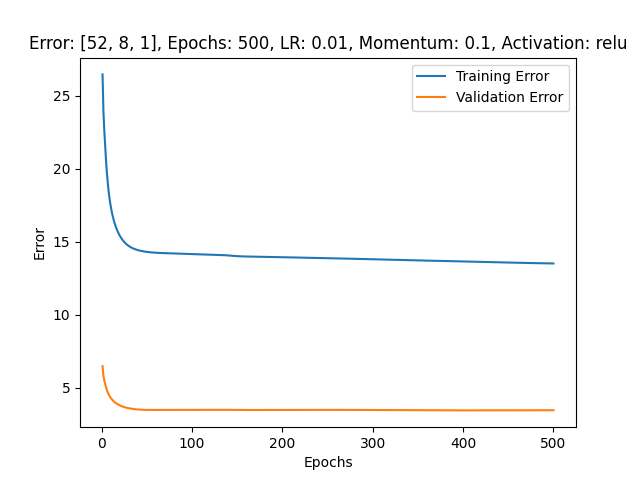 Error: [52, 8, 1], Epochs: 500, LR: 0.01, Momentum: 0.1, Activation: relu
Training Error
Validation Error
25
20
15
10
5
Error
0 100 200 300 400 500
Epochs